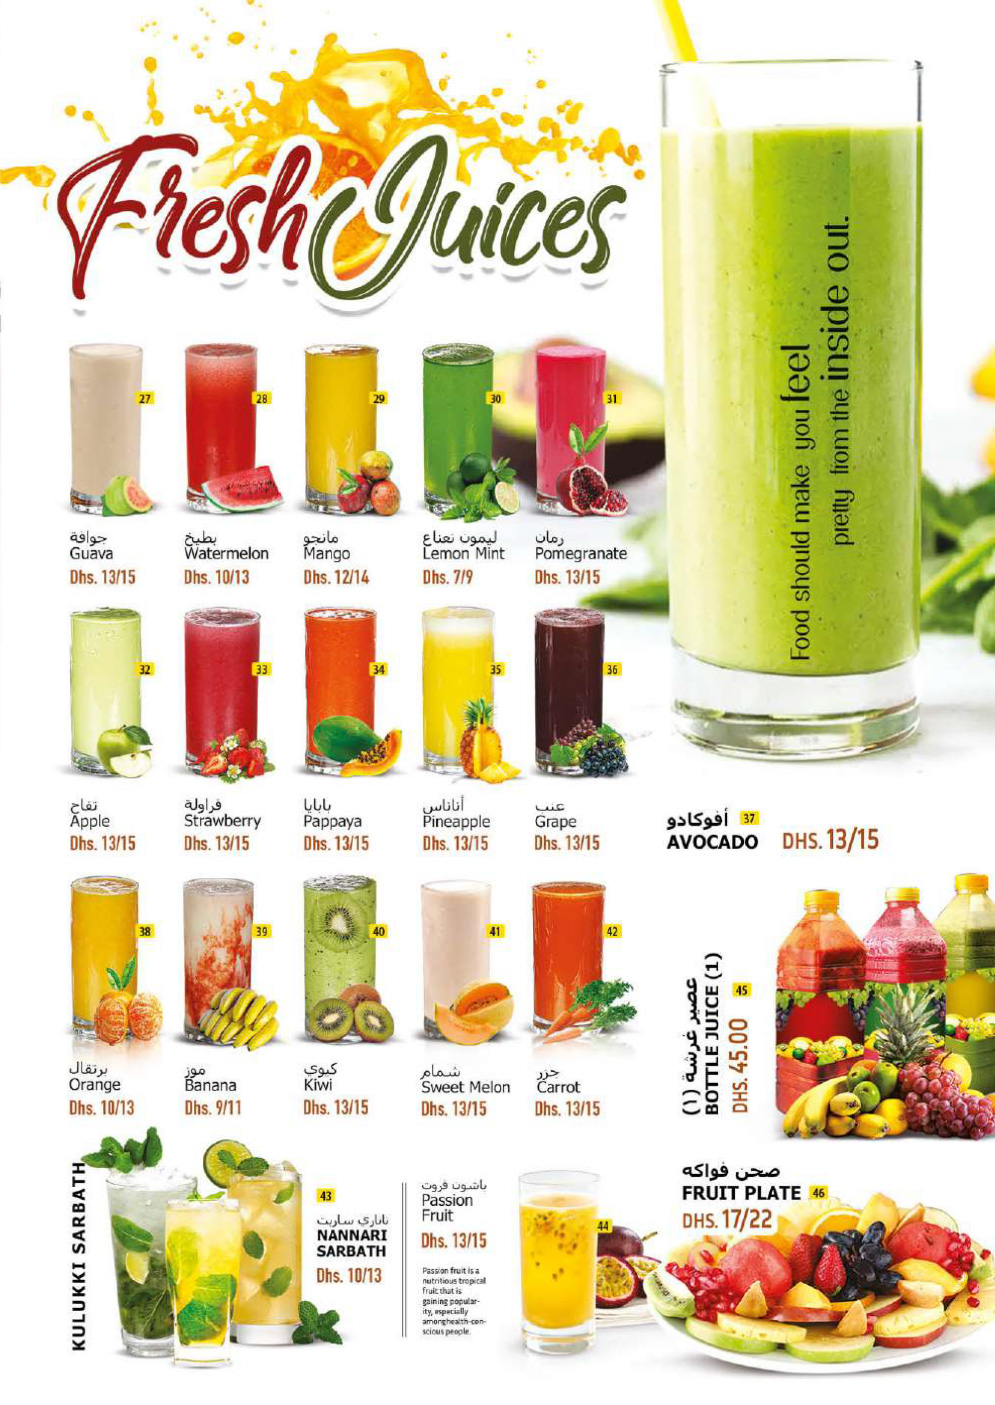 Fresh Juices
Food should make you feel
pretty from the inside out.
27
28
29
30
31
جوافة
Guava
Dhs. 13/15
بطيخ
Watermelon
Dhs. 10/13
مانجو
Mango
Dhs. 12/14
ليمون نعناع
Lemon Mint
Dhs. 7/9
رمان
Pomegranate
Dhs. 13/15
32
33
34
35
36
تفاح
Apple
Dhs. 13/15
فراولة
Strawberry
Dhs. 13/15
بابايا
Pappaya
Dhs. 13/15
أناناس
Pineapple
Dhs. 13/15
عنب
Grape
Dhs. 13/15
أفوكادو 37
AVOCADO DHS. 13/15
38
39
40
41
42
برتقال
Orange
Dhs. 10/13
موز
Banana
Dhs. 9/11
كيوي
Kiwi
Dhs. 13/15
شمام
Sweet Melon
Dhs. 13/15
جزر
Carrot
Dhs. 13/15
عصير غرشة (١)
BOTTLE JUICE (1)
DHS. 45.00
45
KULUKKI SARBATH
43
ناناري ساربت
NANNARI
SARBATH
Dhs. 10/13
باشون فروت
Passion
Fruit
Dhs. 13/15
Passion fruit is a
nutritious tropical
fruit that is
gaining popular-
ity, especially
amonghealth-con-
scious people.
44
صحن فواكه
FRUIT PLATE 46
DHS. 17/22